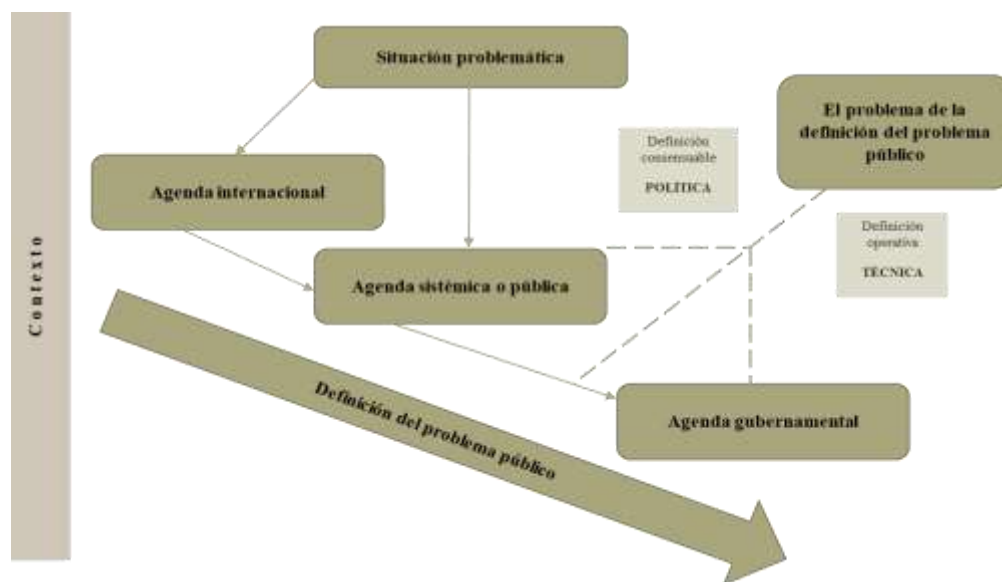 Contexto
Situación problemática
El problema de la
definición del problema
público
Definición
consensuable
POLÍTICA
Agenda internacional
Definición
operativa
TÉCNICA
Agenda sistémica o pública
Definición del problema público
Agenda gubernamental